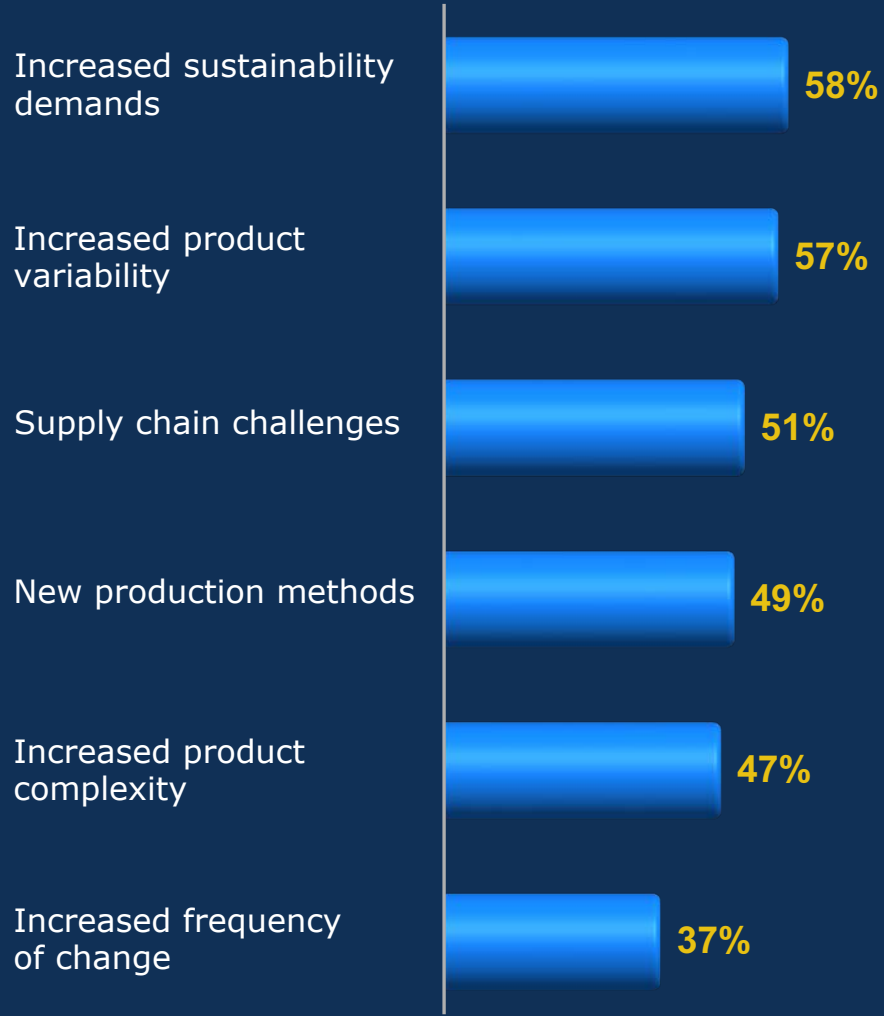 Increased sustainability
demands
58%
Increased product
variability
57%
Supply chain challenges
51%
New production methods
49%
Increased product
complexity
47%
Increased frequency
of change
37%